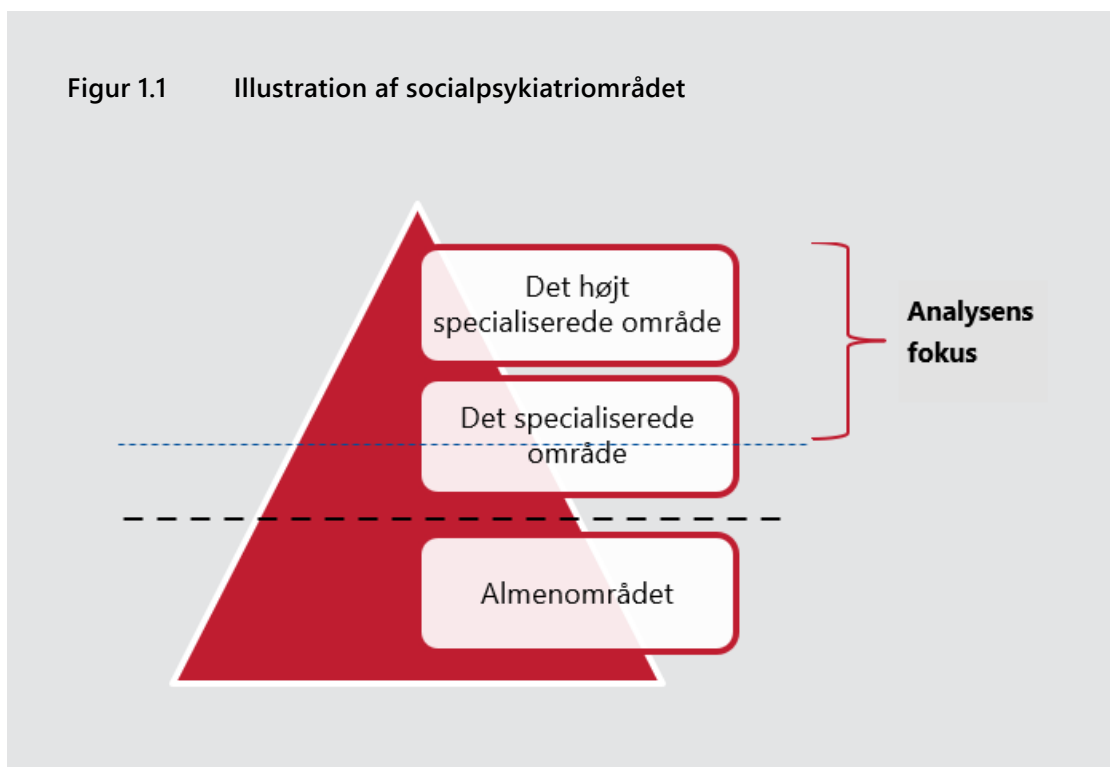 Figur 1.1 Illustration af socialpsykiatriområdet
Det højt
specialiserede område
Analysens
fokus
Det specialiserede
område
Almenområdet